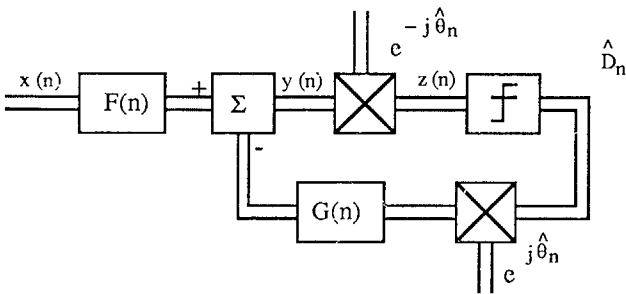 e^{-jθ̂_n}
D̂_n
x (n)
F(n)
+
Σ
y (n)
z (n)
-
G(n)
e^{jθ̂_n}